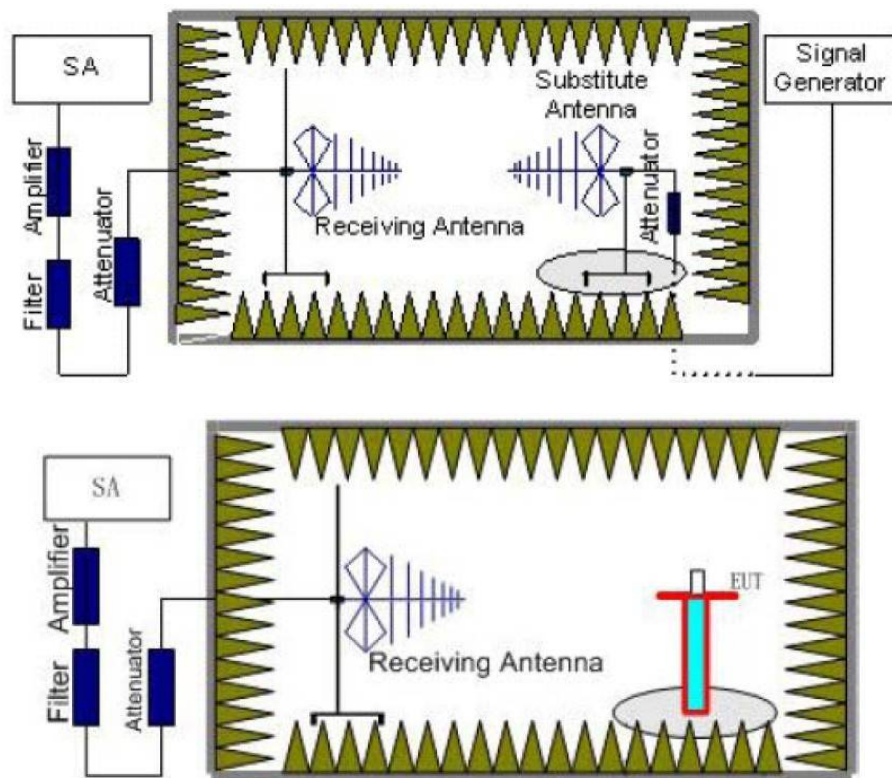 SA
Signal
Generator
Substitute
Antenna
Amplifier
Attenuator
Attenuator
Receiving Antenna
Filter
SA
Amplifier
EUT
Attenuator
Filter
Receiving Antenna